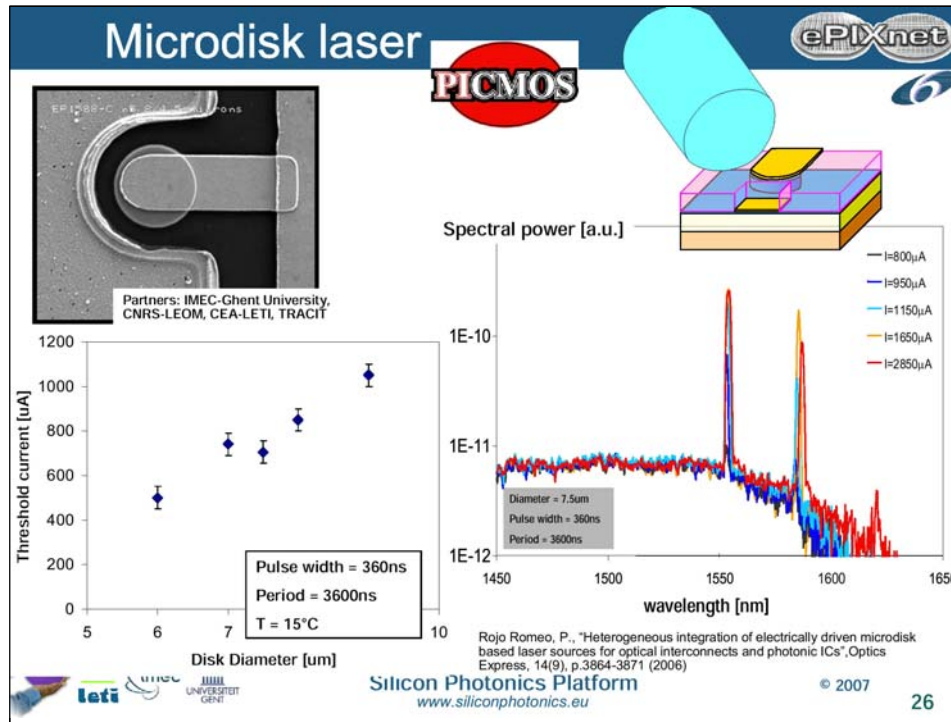 Microdisk laser
PICMOS
ePIXnet
6
Partners: IMEC-Ghent University,
CNRS-LEOM, CEA-LETI, TRACIT
Threshold current [uA]
1200
1000
800
600
400
200
0
5
6
7
10
Pulse width = 360ns
Period = 3600ns
T = 15°C
Disk Diameter [um]
Spectral power [a.u.]
I=800µA
I=950µA
I=1150µA
I=1650µA
I=2850µA
1E-10
1E-11
1E-12
Diameter = 7.5um
Pulse width = 360ns
Period = 3600ns
1450
1500
1550
1600
1650
wavelength [nm]
Rojo Romeo, P., “Heterogeneous integration of electrically driven microdisk
based laser sources for optical interconnects and photonic ICs”,Optics
Express, 14(9), p.3864-3871 (2006)
leti
imec
UNIVERSITEIT
GENT
Silicon Photonics Platform
www.siliconphotonics.eu
© 2007
26